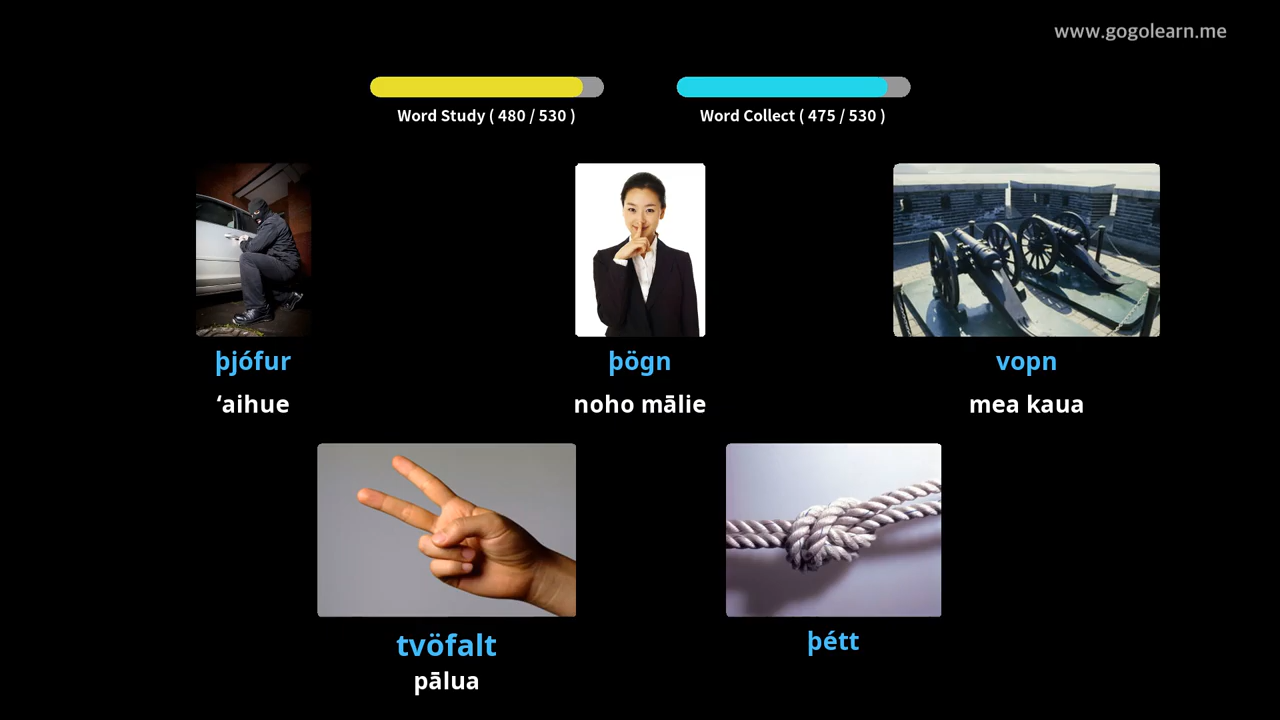 www.gogolearn.me
Word Study ( 480 / 530 )
Word Collect ( 475 / 530 )
þjófur
ʻaihue
þögn
noho mālie
vopn
mea kaua
tvöfalt
pālua
þétt